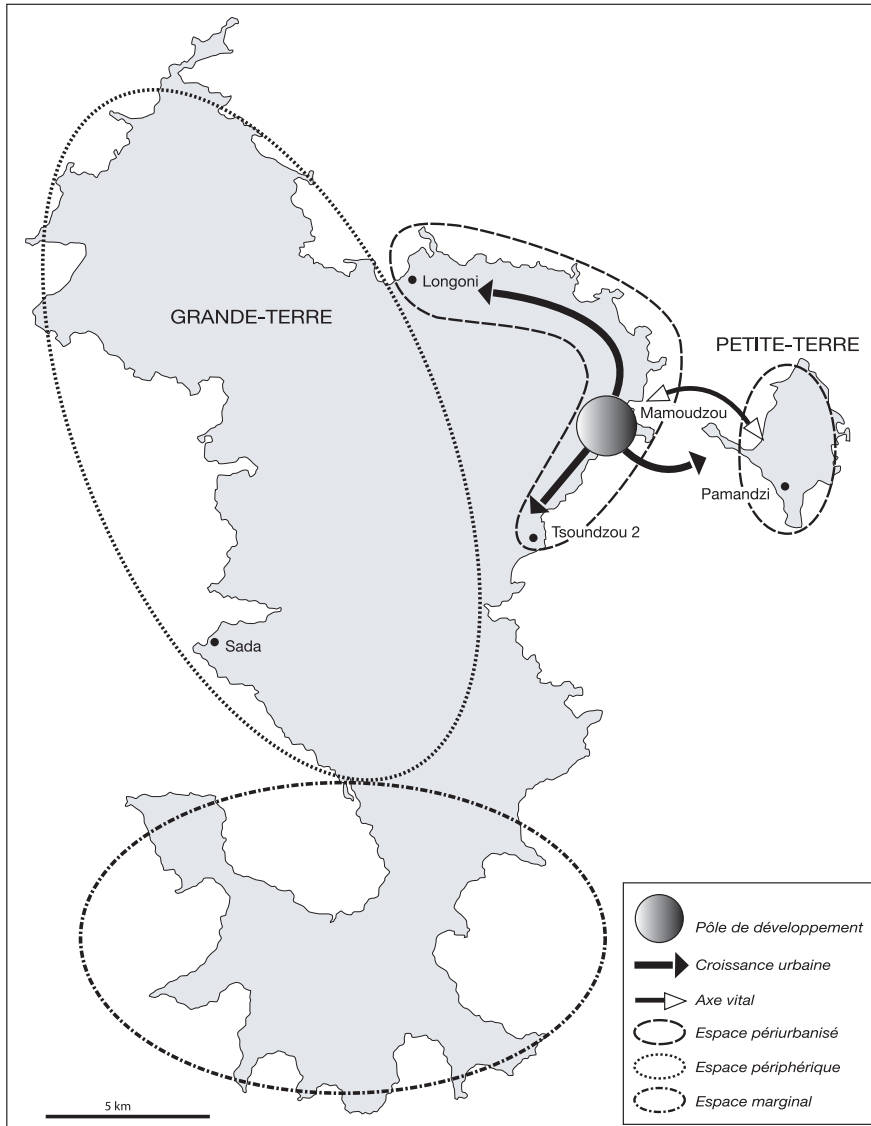 Longoni
GRANDE-TERRE
PETITE-TERRE
Mamoudzou
Pamandzi
Tsoundzou 2
Sada
Pôle de développement
Croissance urbaine
Axe vital
Espace périurbanisé
Espace périphérique
Espace marginal
5 km